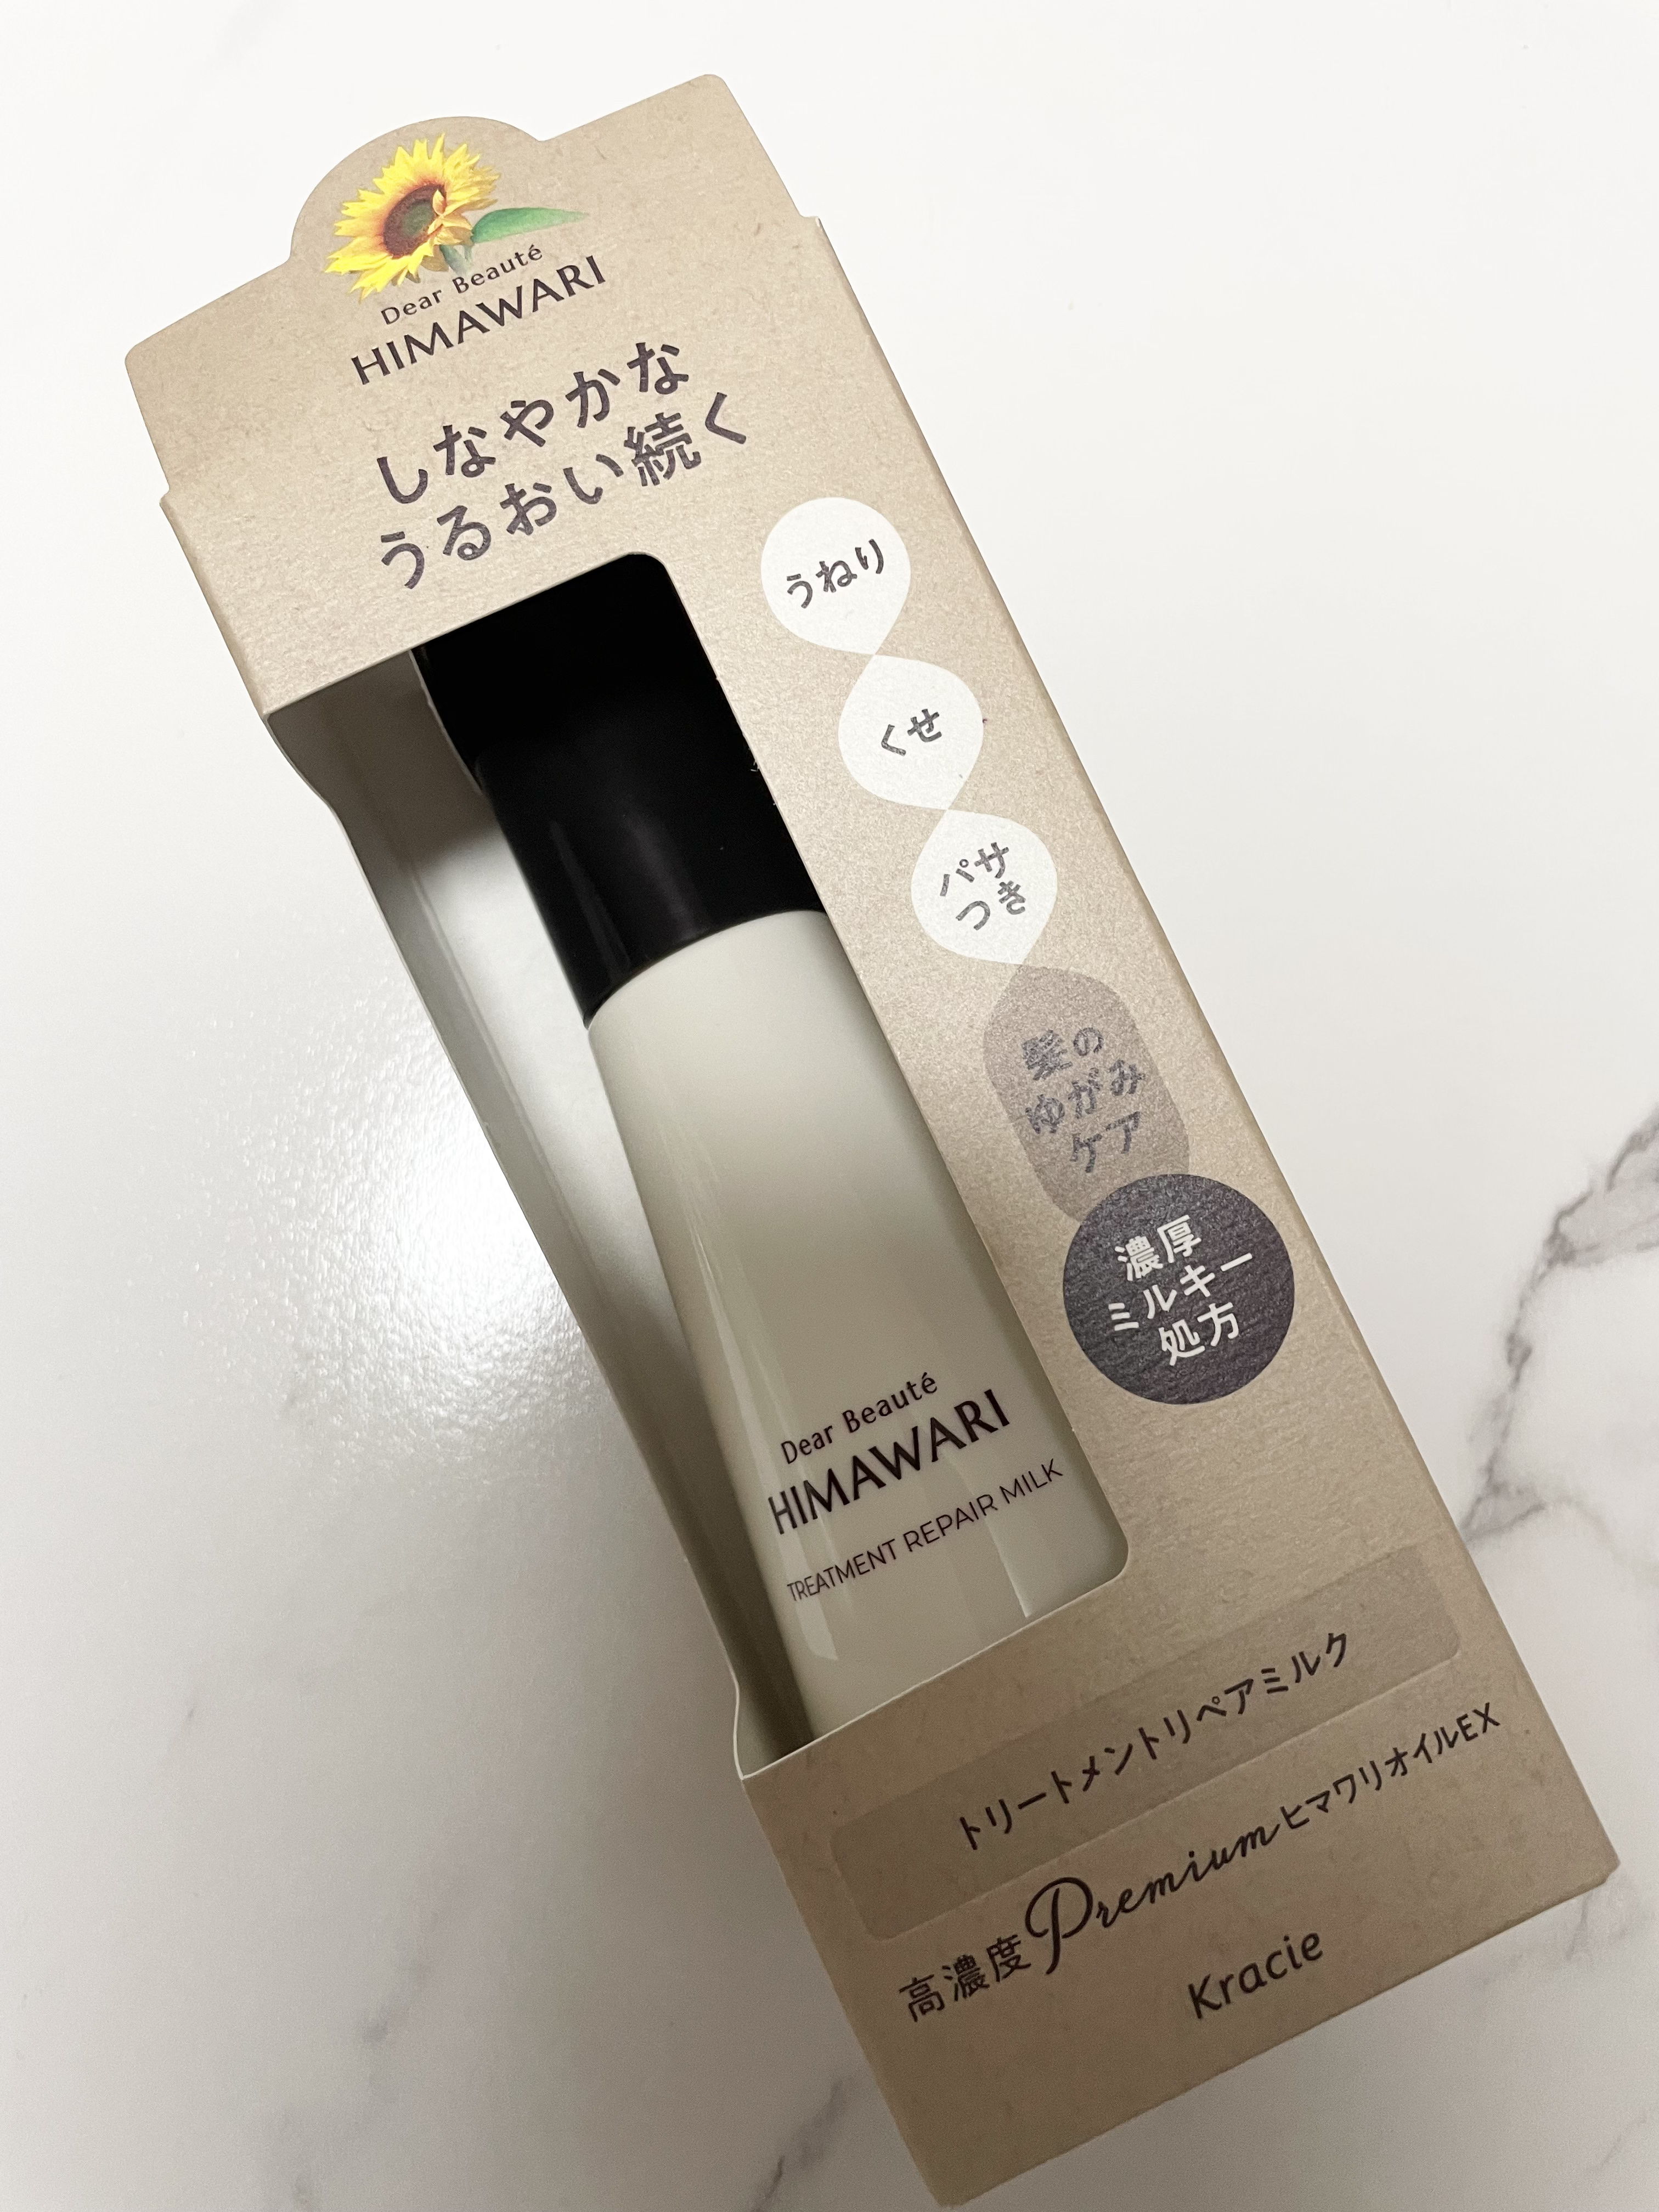 Dear Beauté
HIMAWARI
しなやかな
うるおい続く
うねり
くせ
パサ
つき
髪の
ゆがみ
ケア
濃厚
ミルキー
処方
Dear Beauté
HIMAWARI
TREATMENT REPAIR MILK
トリートメントリペアミルク
高濃度PremiumヒマワリオイルEX
Kracie